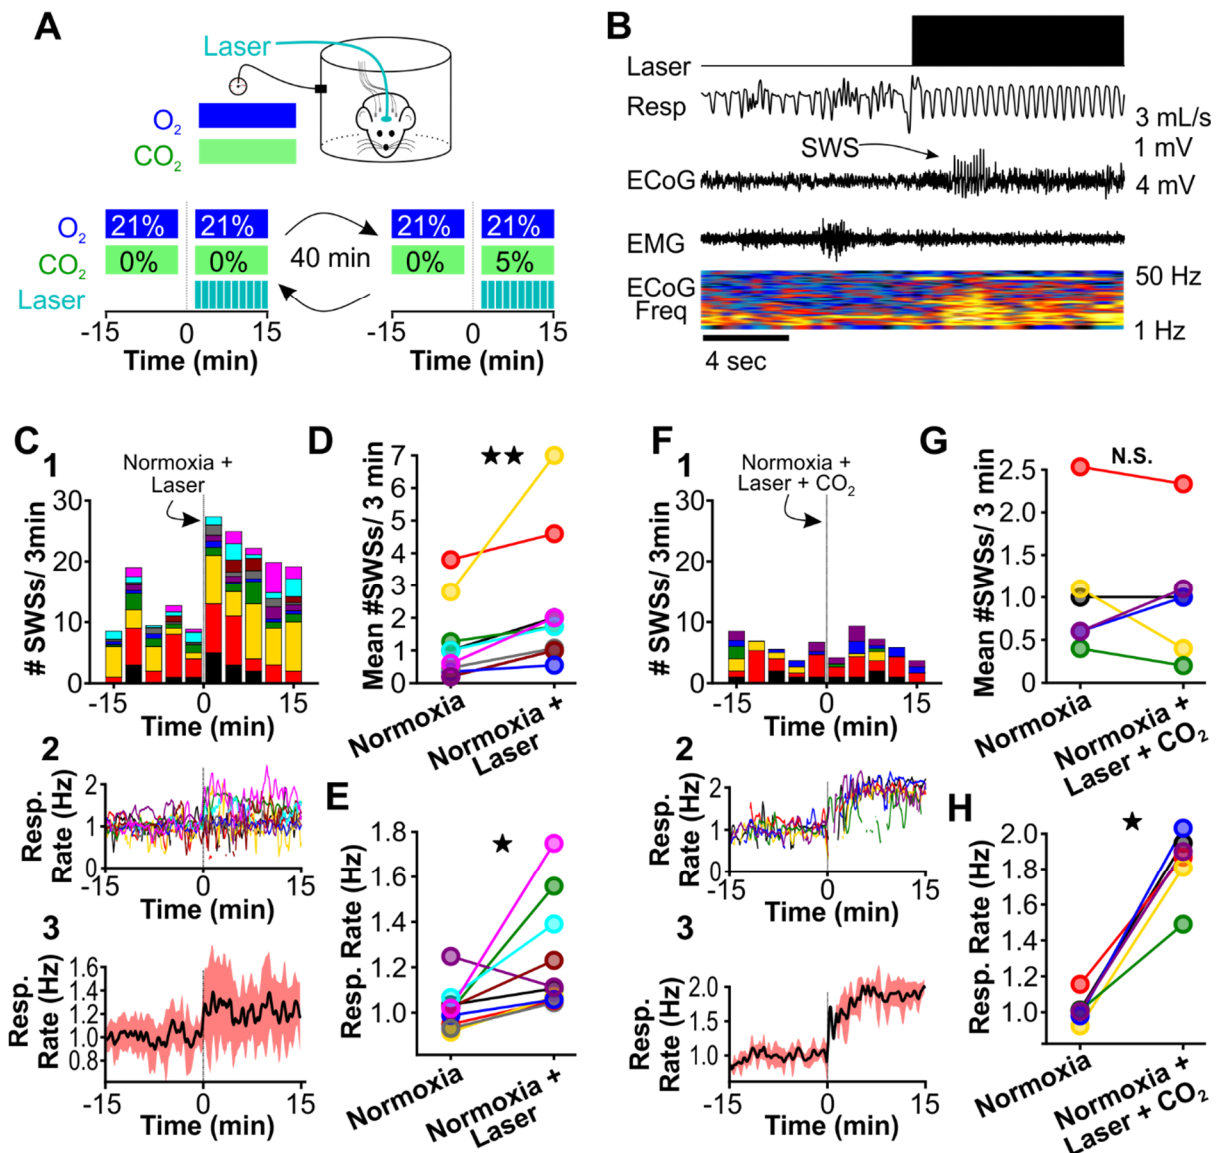 A
Laser
O2
CO2
O2 21% 21% 21% 21%
CO2 0% 0% 40 min 0% 5%
Laser
-15 0 15 -15 0 15
Time (min) Time (min)
B
Laser
Resp
3 mL/s
1 mV
SWS
ECoG
4 mV
EMG
ECoG
Freq
50 Hz
1 Hz
4 sec
C
1
Normoxia +
Laser
# SWSs/ 3min
30
20
10
0
-15 0 15
Time (min)
2
Resp.
Rate (Hz)
2
1
0
-15 0 15
Time (min)
3
Resp.
Rate (Hz)
1.6
1.4
1.2
1.0
0.8
-15 0 15
Time (min)
D
Mean #SWSs/ 3 min
7
6
5
4
3
2
1
0
Normoxia
Normoxia +
Laser
E
Resp. Rate (Hz)
1.8
1.6
1.4
1.2
1.0
Normoxia
Normoxia +
Laser
F
1
Normoxia +
Laser + CO2
# SWSs/ 3min
30
20
10
0
-15 0 15
Time (min)
2
Resp.
Rate (Hz)
2
1
0
-15 0 15
Time (min)
3
Resp.
Rate (Hz)
2.0
1.5
1.0
-15 0 15
Time (min)
G
N.S.
Mean #SWSs/ 3 min
2.5
2.0
1.5
1.0
0.5
0
Normoxia
Normoxia +
Laser + CO2
H
Resp. Rate (Hz)
2.0
1.8
1.6
1.4
1.2
1.0
Normoxia
Normoxia +
Laser + CO2